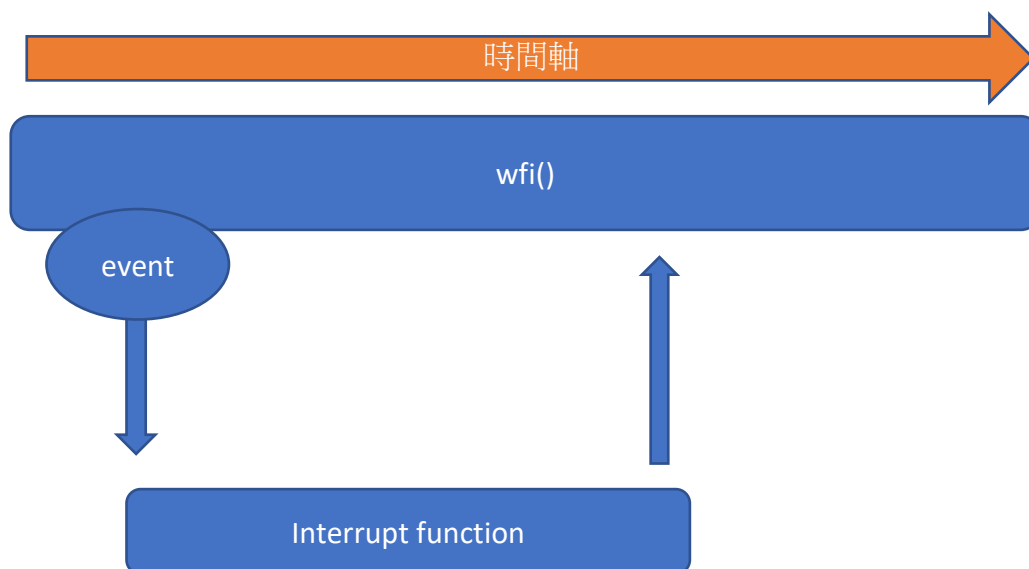 時間軸
wfi()
event
Interrupt function